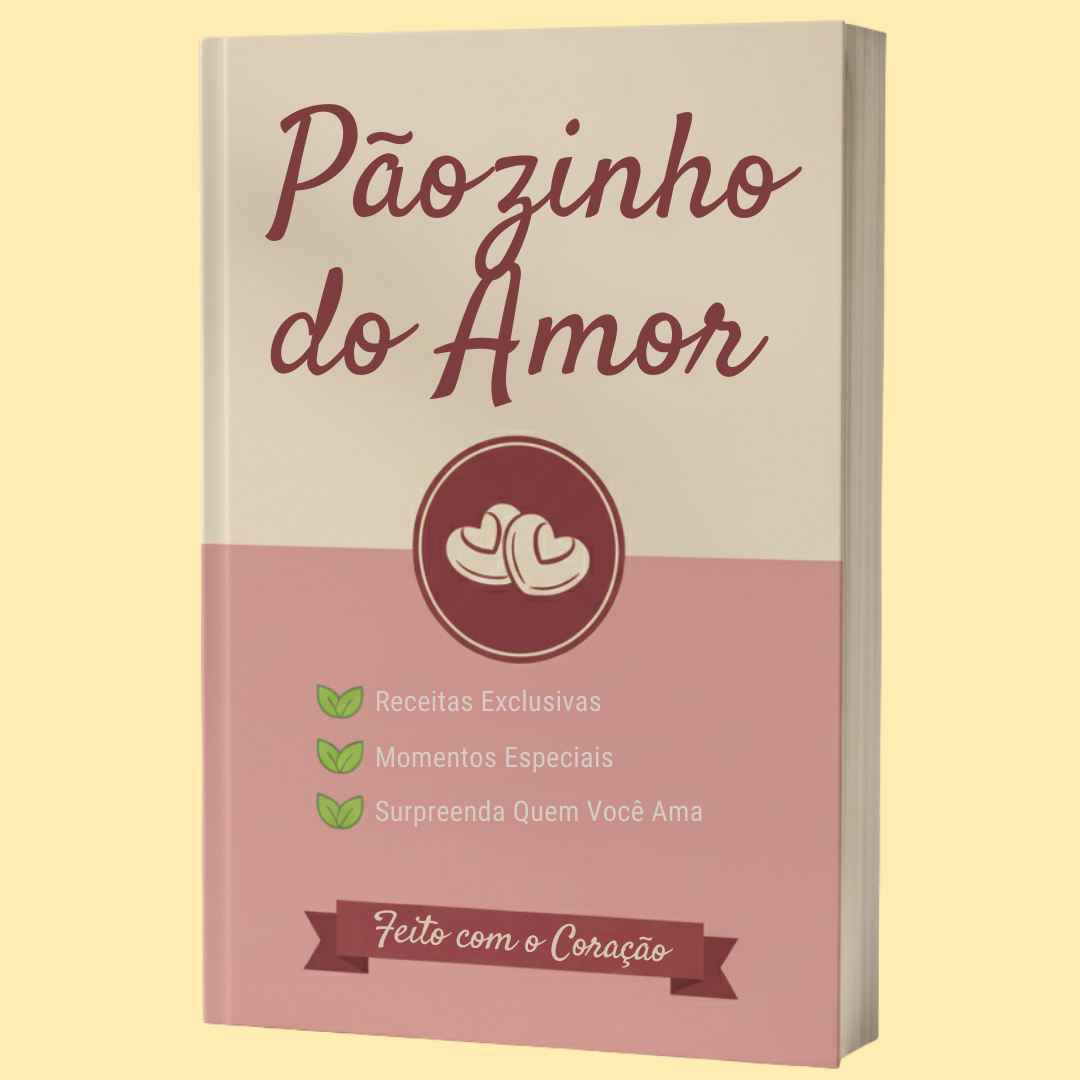 Pãozinho
do Amor
Receitas Exclusivas
Momentos Especiais
Surpreenda Quem Você Ama
Feito com o Coração